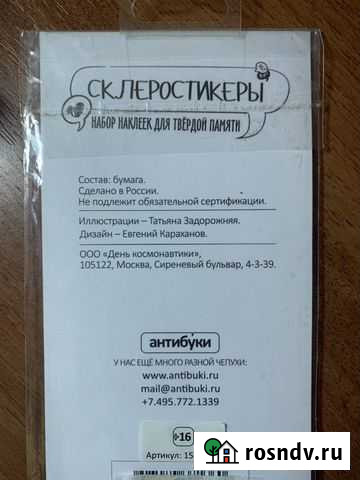 СКЛЕРОСТИКЕРЫ
НАБОР НАКЛЕЕК ДЛЯ ТВЁРДОЙ ПАМЯТИ
Состав: бумага.
Сделано в России.
Не подлежит обязательной сертификации.
Иллюстрации – Татьяна Задорожняя.
Дизайн – Евгений Караханов.
ООО «День космонавтики»,
105122, Москва, Сиреневый бульвар, 4-3-39.
антибуки
У НАС ЕЩЁ МНОГО РАЗНОЙ ЧЕПУХИ:
www.antibuki.ru
mail@antibuki.ru
+7.495.772.1339
16
Артикул: 15
rosndv.ru